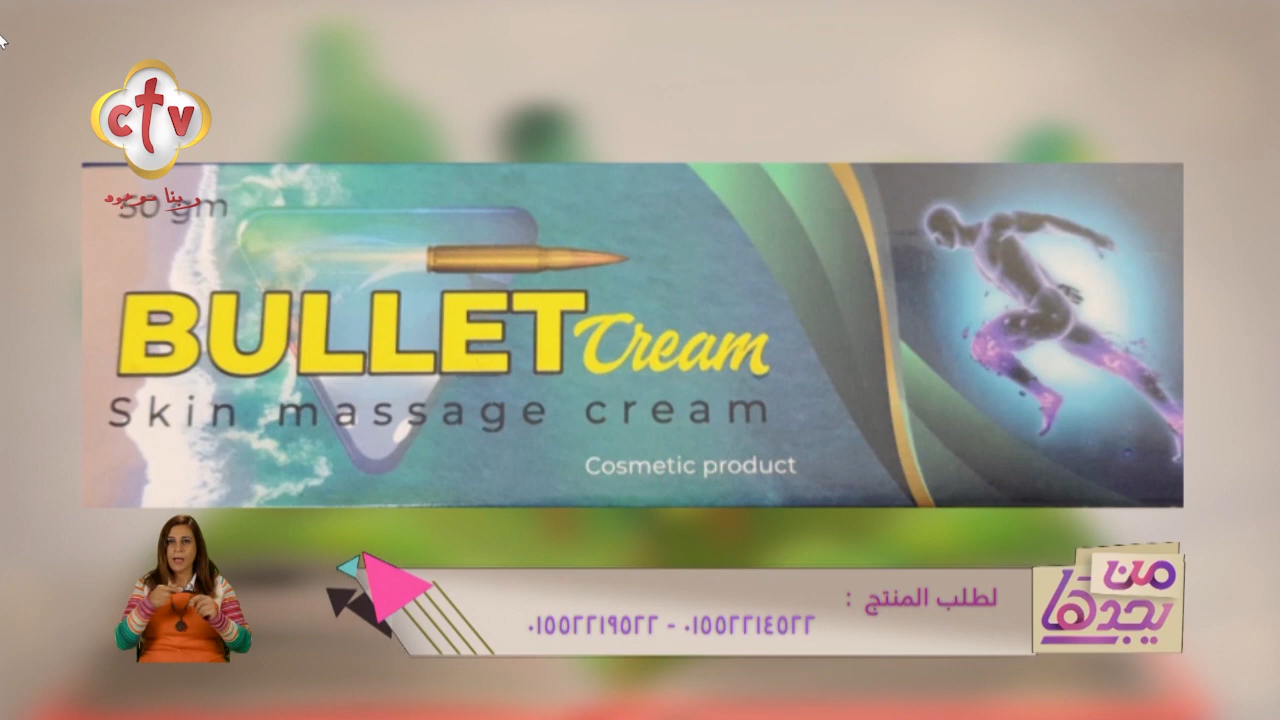 ctv
ربنا موجود
50 gm
BULLET Cream
Skin massage cream
Cosmetic product
لطلب المنتج :
٠١٥٥٢٢١٤٥٢٢ - ٠١٥٥٢٢١٩٥٢٢
من
يجدها